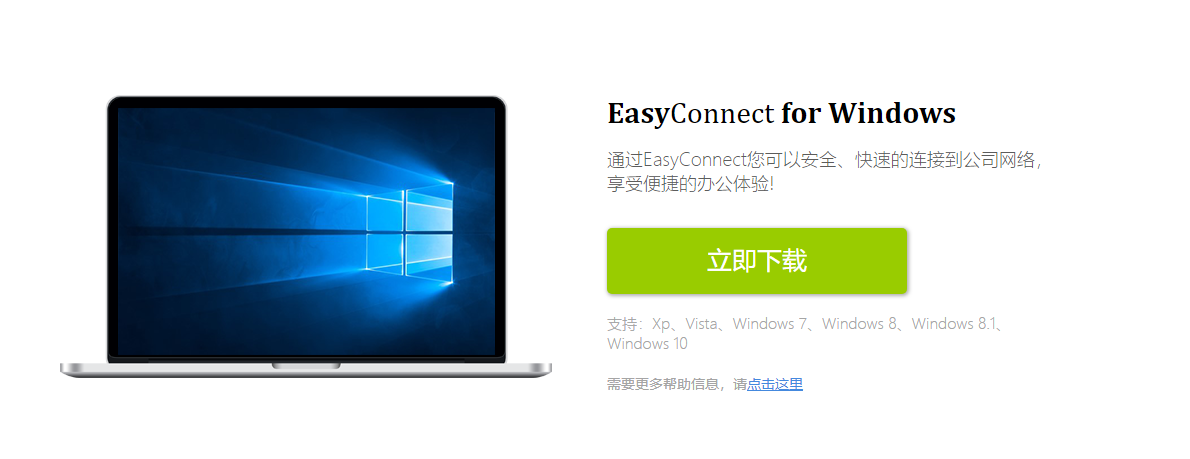 EasyConnect for Windows
通过EasyConnect您可以安全、快速的连接到公司网络，
享受便捷的办公体验!
立即下载
支持：Xp、Vista、Windows 7、Windows 8、Windows 8.1、
Windows 10
需要更多帮助信息，请点击这里